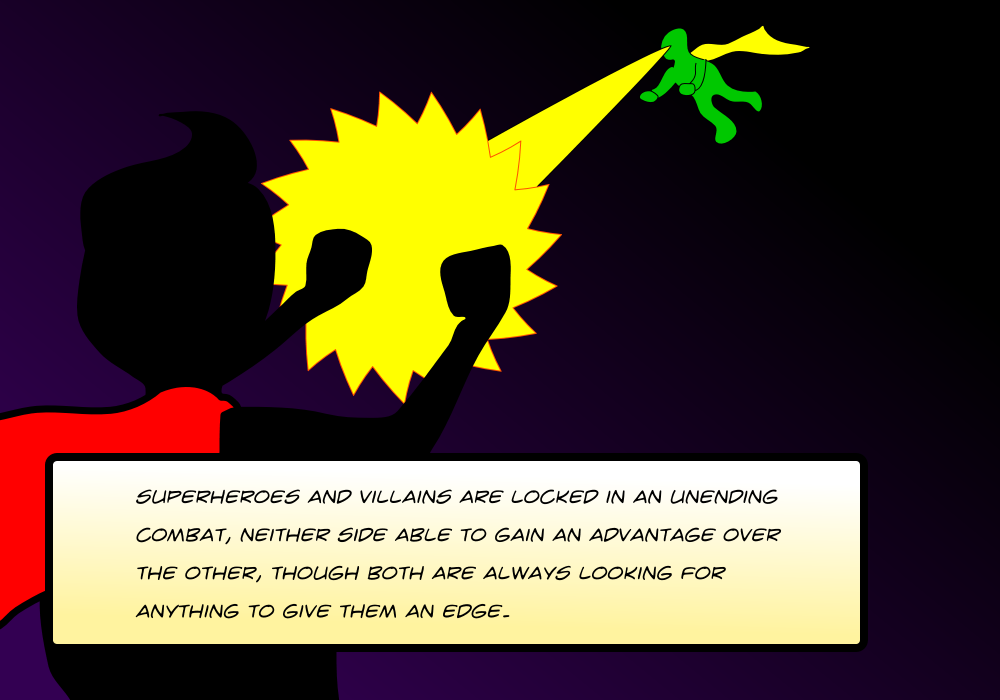 SUPERHEROES AND VILLAINS ARE LOCKED IN AN UNENDING
COMBAT, NEITHER SIDE ABLE TO GAIN AN ADVANTAGE OVER
THE OTHER, THOUGH BOTH ARE ALWAYS LOOKING FOR
ANYTHING TO GIVE THEM AN EDGE.